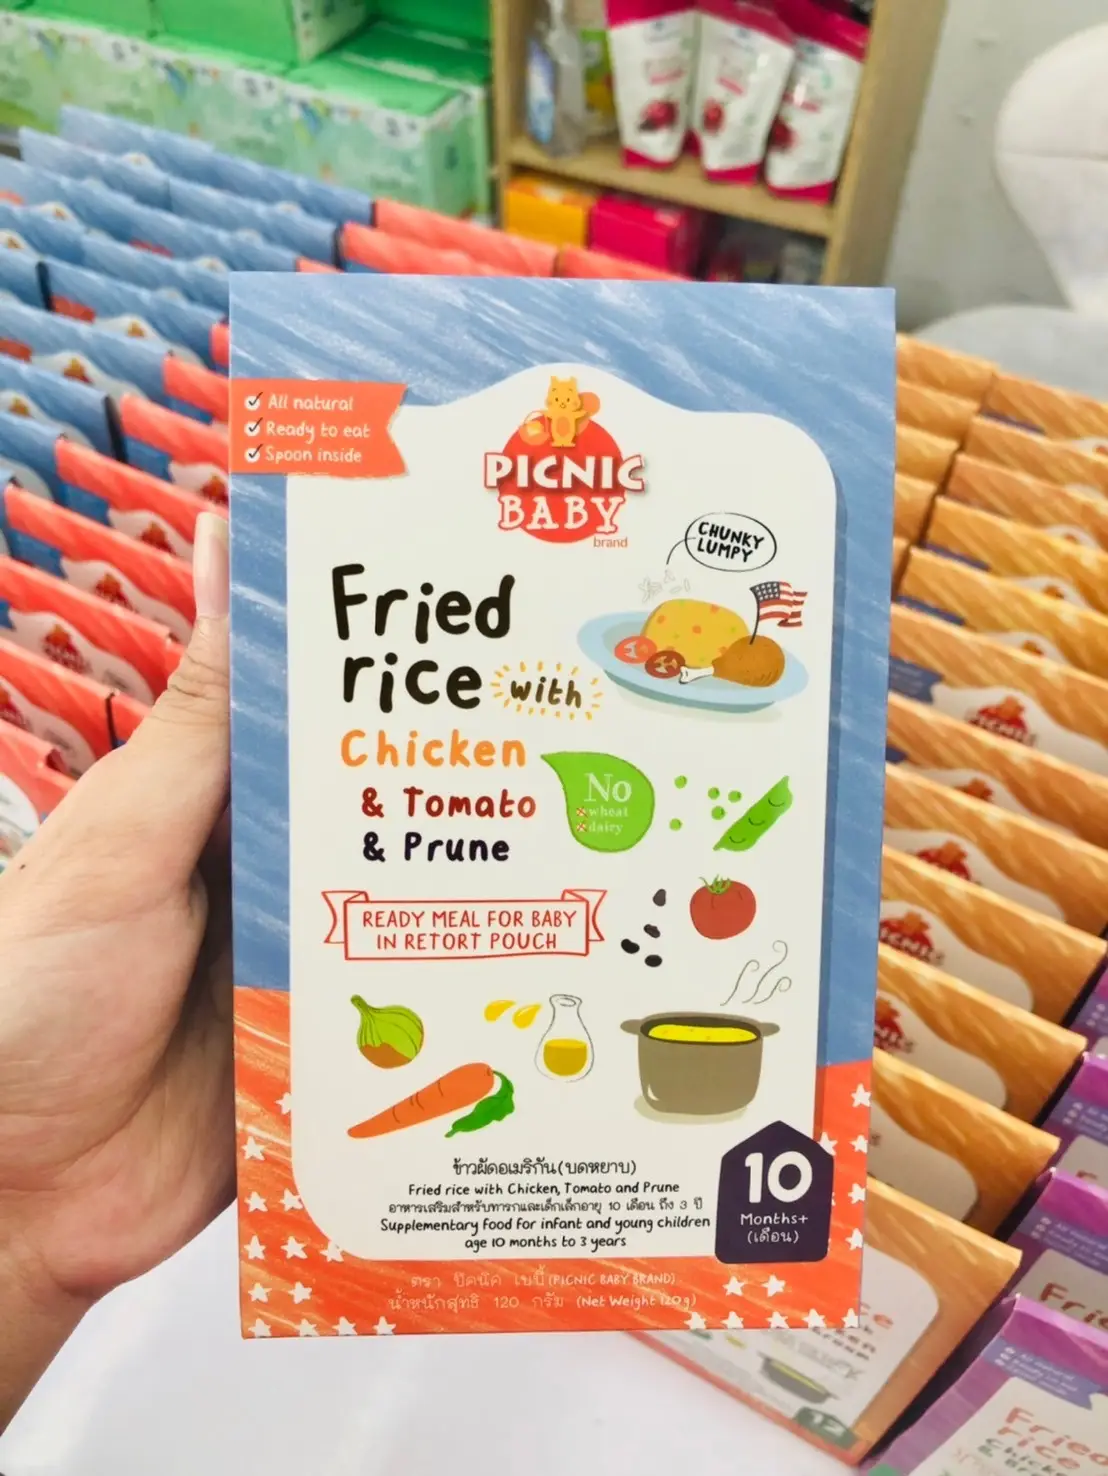 All natural
Ready to eat
Spoon inside
PICNIC
BABY
brand
CHUNKY
LUMPY
Fried
rice with
Chicken
& Tomato
& Prune
No
wheat
dairy
READY MEAL FOR BABY
IN RETORT POUCH
ข้าวผัดอเมริกัน(บดหยาบ)
Fried rice with Chicken, Tomato and Prune
อาหารเสริมสำหรับทารกและเด็กเล็กอายุ 10 เดือน ถึง 3 ปี
Supplementary food for infant and young children
age 10 months to 3 years
10
Months+
(เดือน)
ตรา ปิคนิค เบบี้ (PICNIC BABY BRAND)
น้ำหนักสุทธิ 120 กรัม (Net Weight 120g)
PICNIC
12
Fried
rice